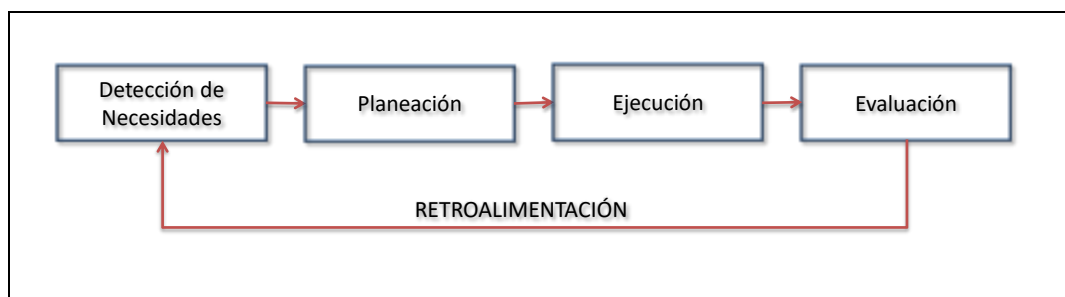 Detección de
Necesidades
Planeación
Ejecución
Evaluación
RETROALIMENTACIÓN